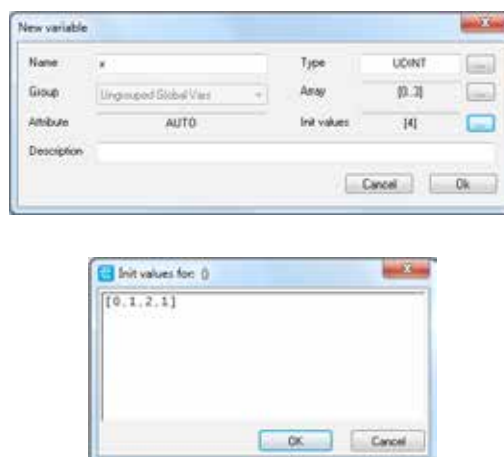 New variable
Name x Type UDINT ...
Group Ungrouped Global Vars Array [0..3] ...
Attribute AUTO Init values [4] ...
Description
Cancel Ok
Init values for: ()
[0,1,2,1]
OK Cancel